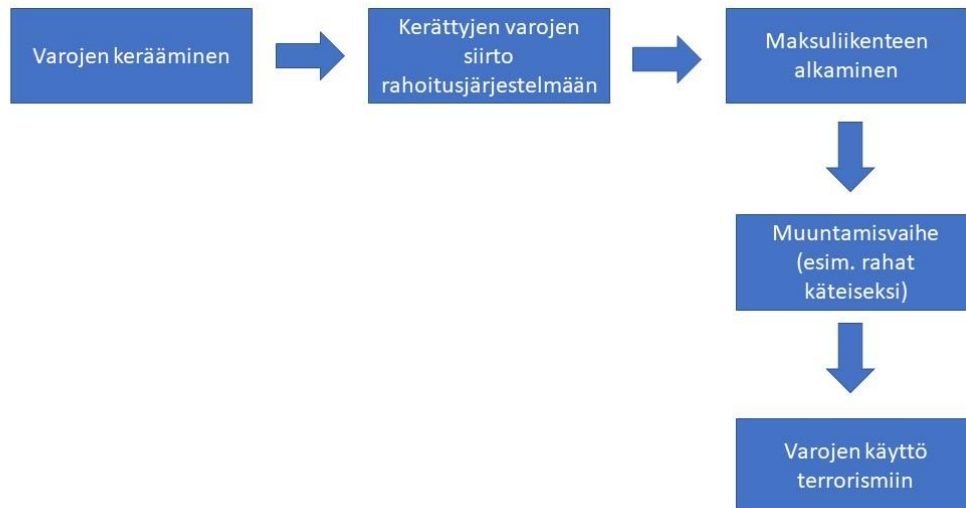 Varojen kerääminen
Kerättyjen varojen
siirto
rahoitusjärjestelmään
Maksuliikenteen
alkaminen
Muuntamisvaihe
(esim. rahat
käteiseksi)
Varojen käyttö
terrorismiin